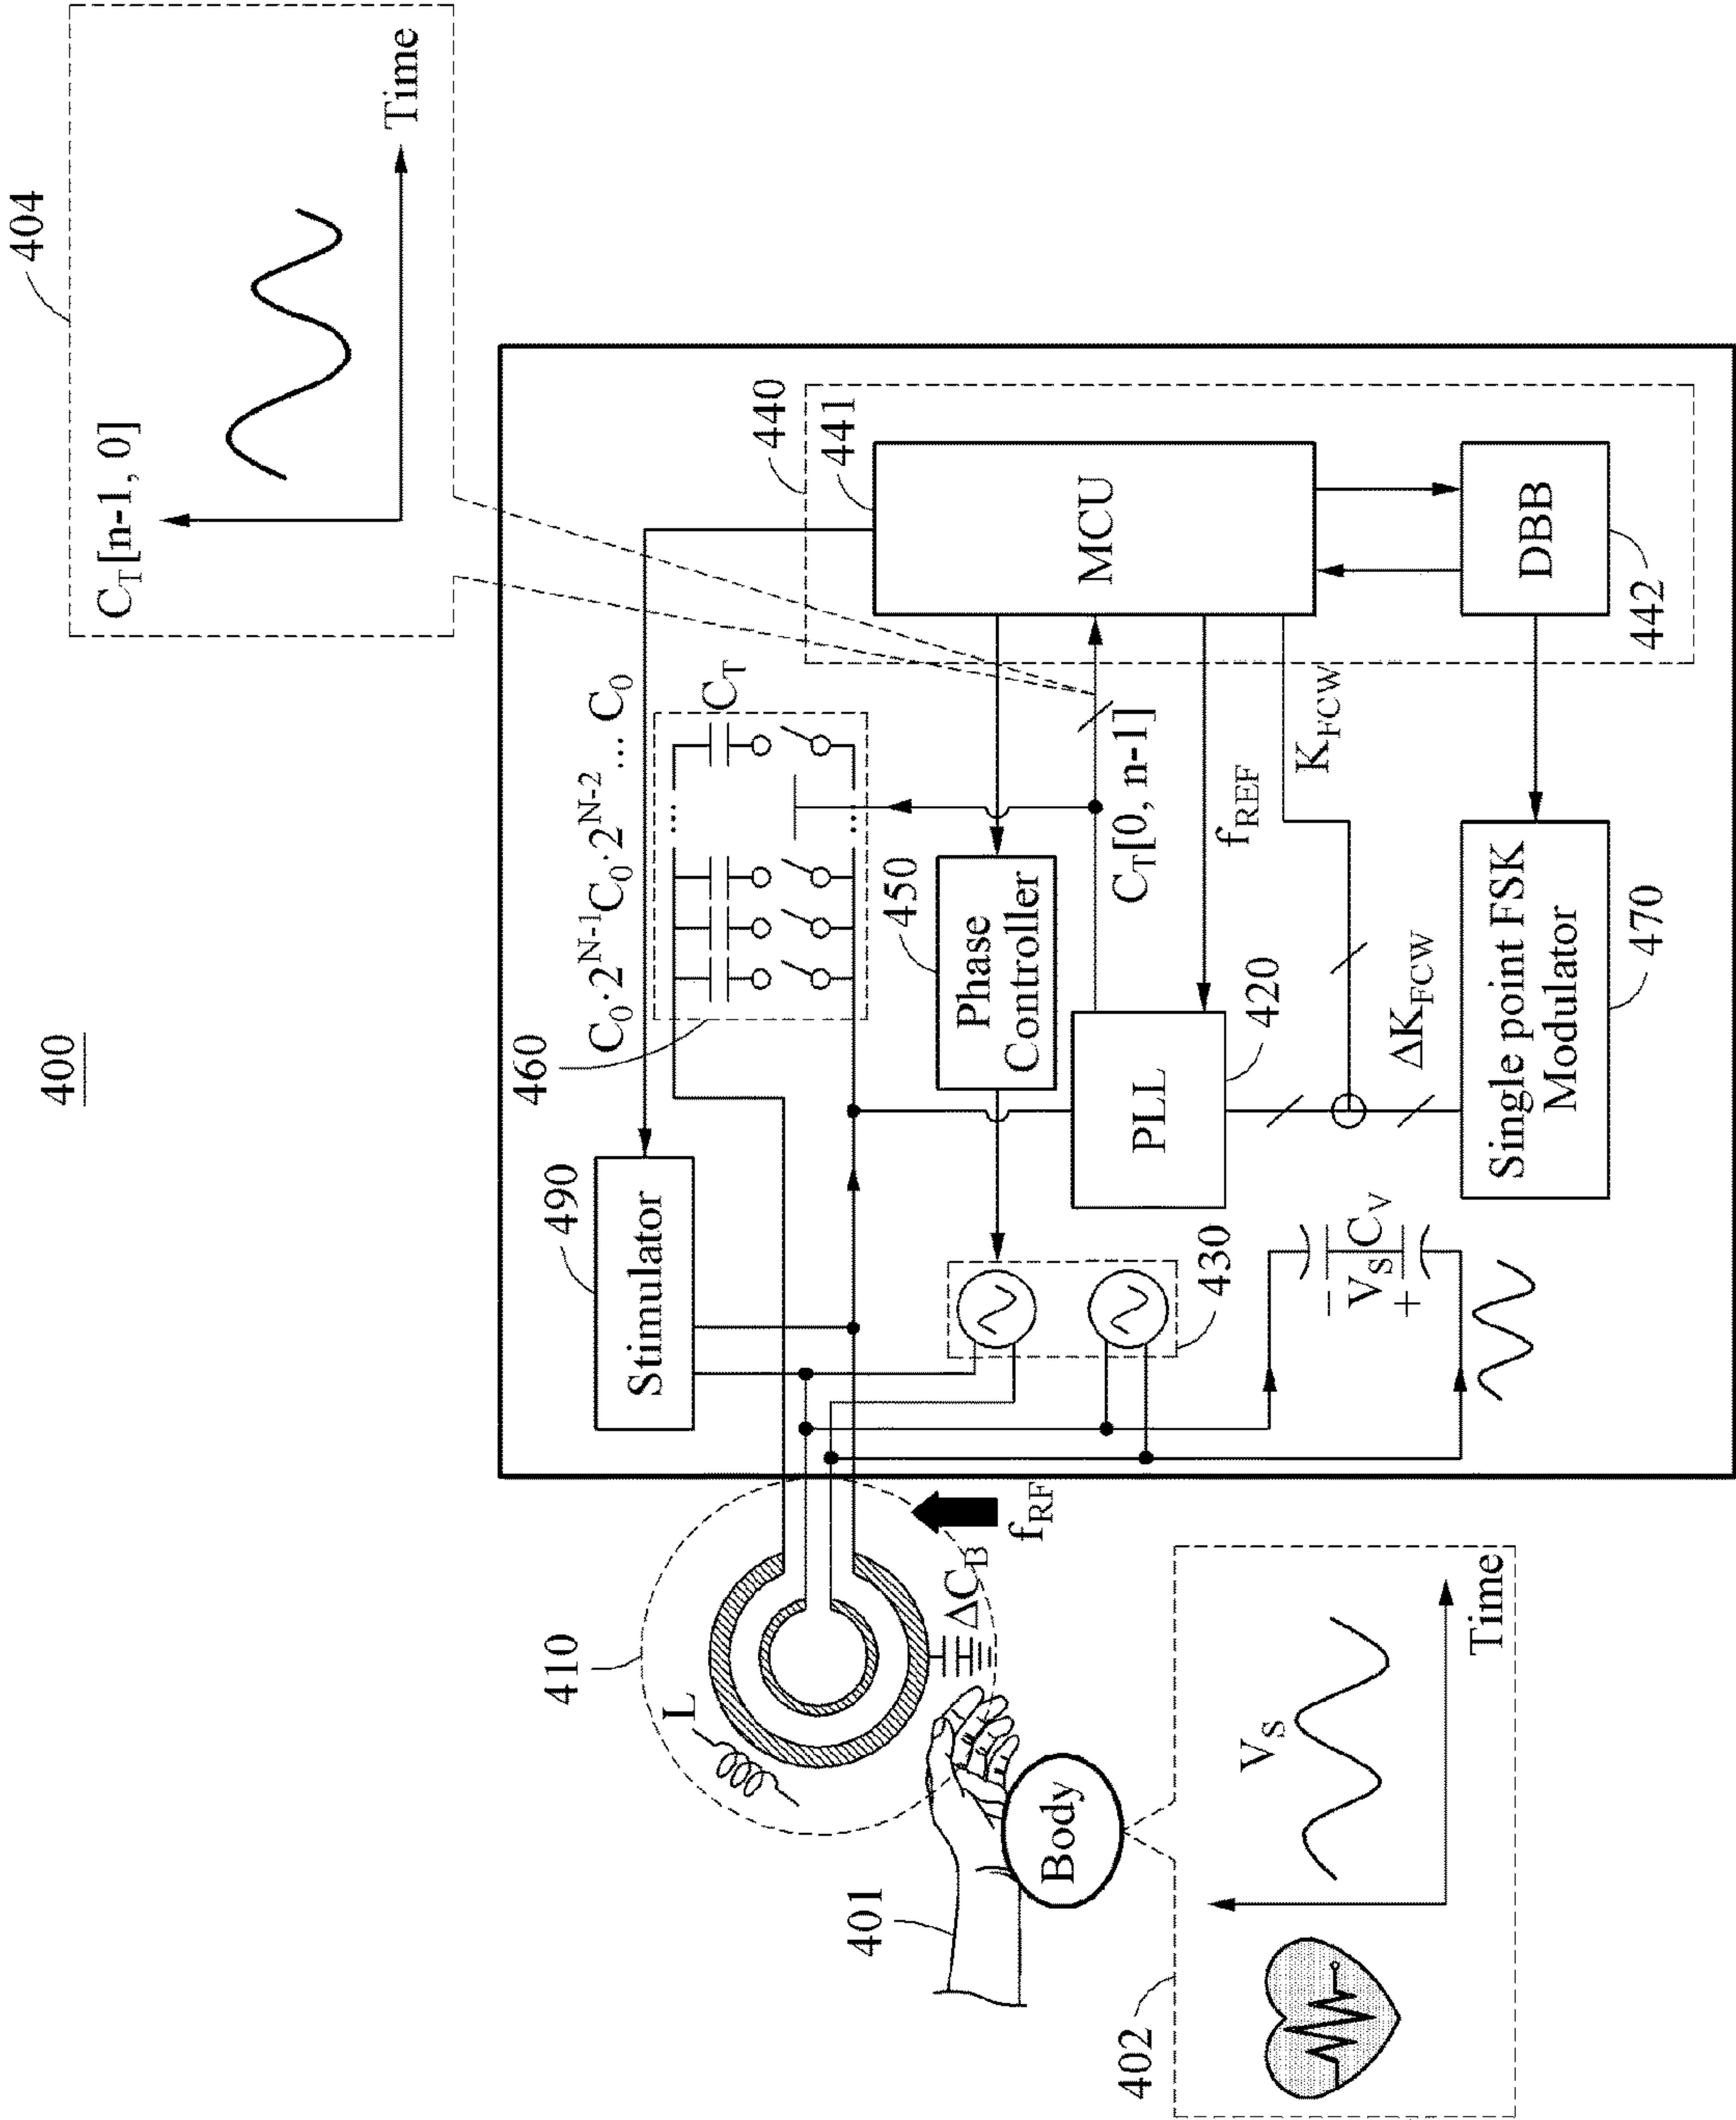 400
404
C_T[n-1, 0]
Time
490
Stimulator
C_0·2^{N-1} C_0·2^{N-2} ... C_0
460
...
...
C_T
440
441
MCU
450
Phase Controller
C_T[0, n-1]
f_REF
K_FCW
420
PLL
ΔK_FCW
470
Single point FSK
Modulator
DBB
442
430
−
V_S C_V
+
410
L
ΔC_B
f_RF
401
Body
402
V_S
Time